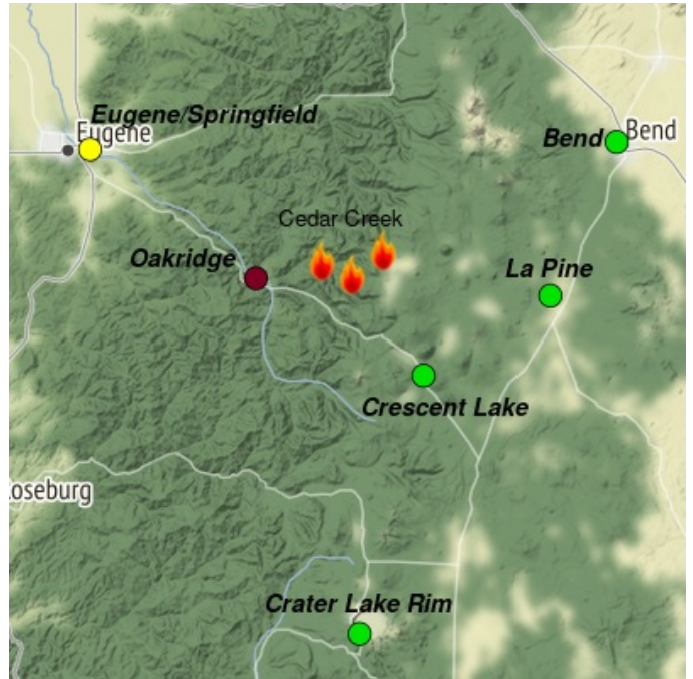 Eugene/Springfield
Eugene
Bend
Bend
Cedar Creek
Oakridge
La Pine
Crescent Lake
oseburg
Crater Lake Rim